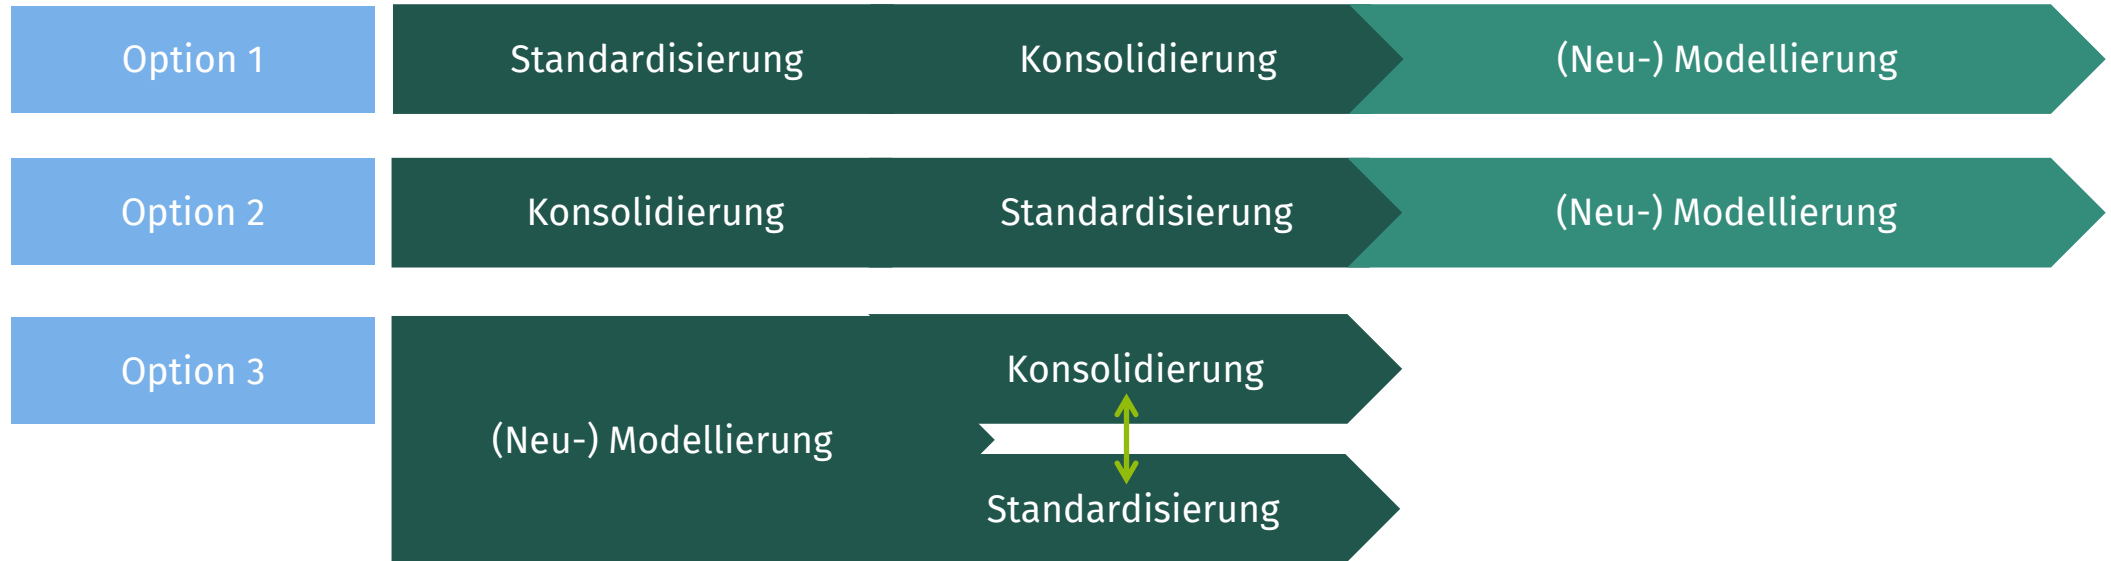 Option 1
Standardisierung
Konsolidierung
(Neu-) Modellierung
Option 2
Konsolidierung
Standardisierung
(Neu-) Modellierung
Option 3
(Neu-) Modellierung
Konsolidierung
Standardisierung